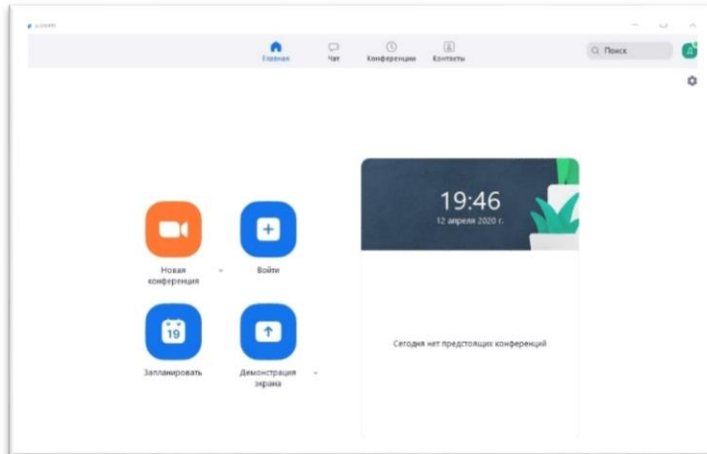 Главная
Чат
Конференции
Контакты
Поиск
19:46
12 апреля 2020 г.
Новая
конференция
Войти
19
Запланировать
Демонстрация
экрана
Сегодня нет предстоящих конференций